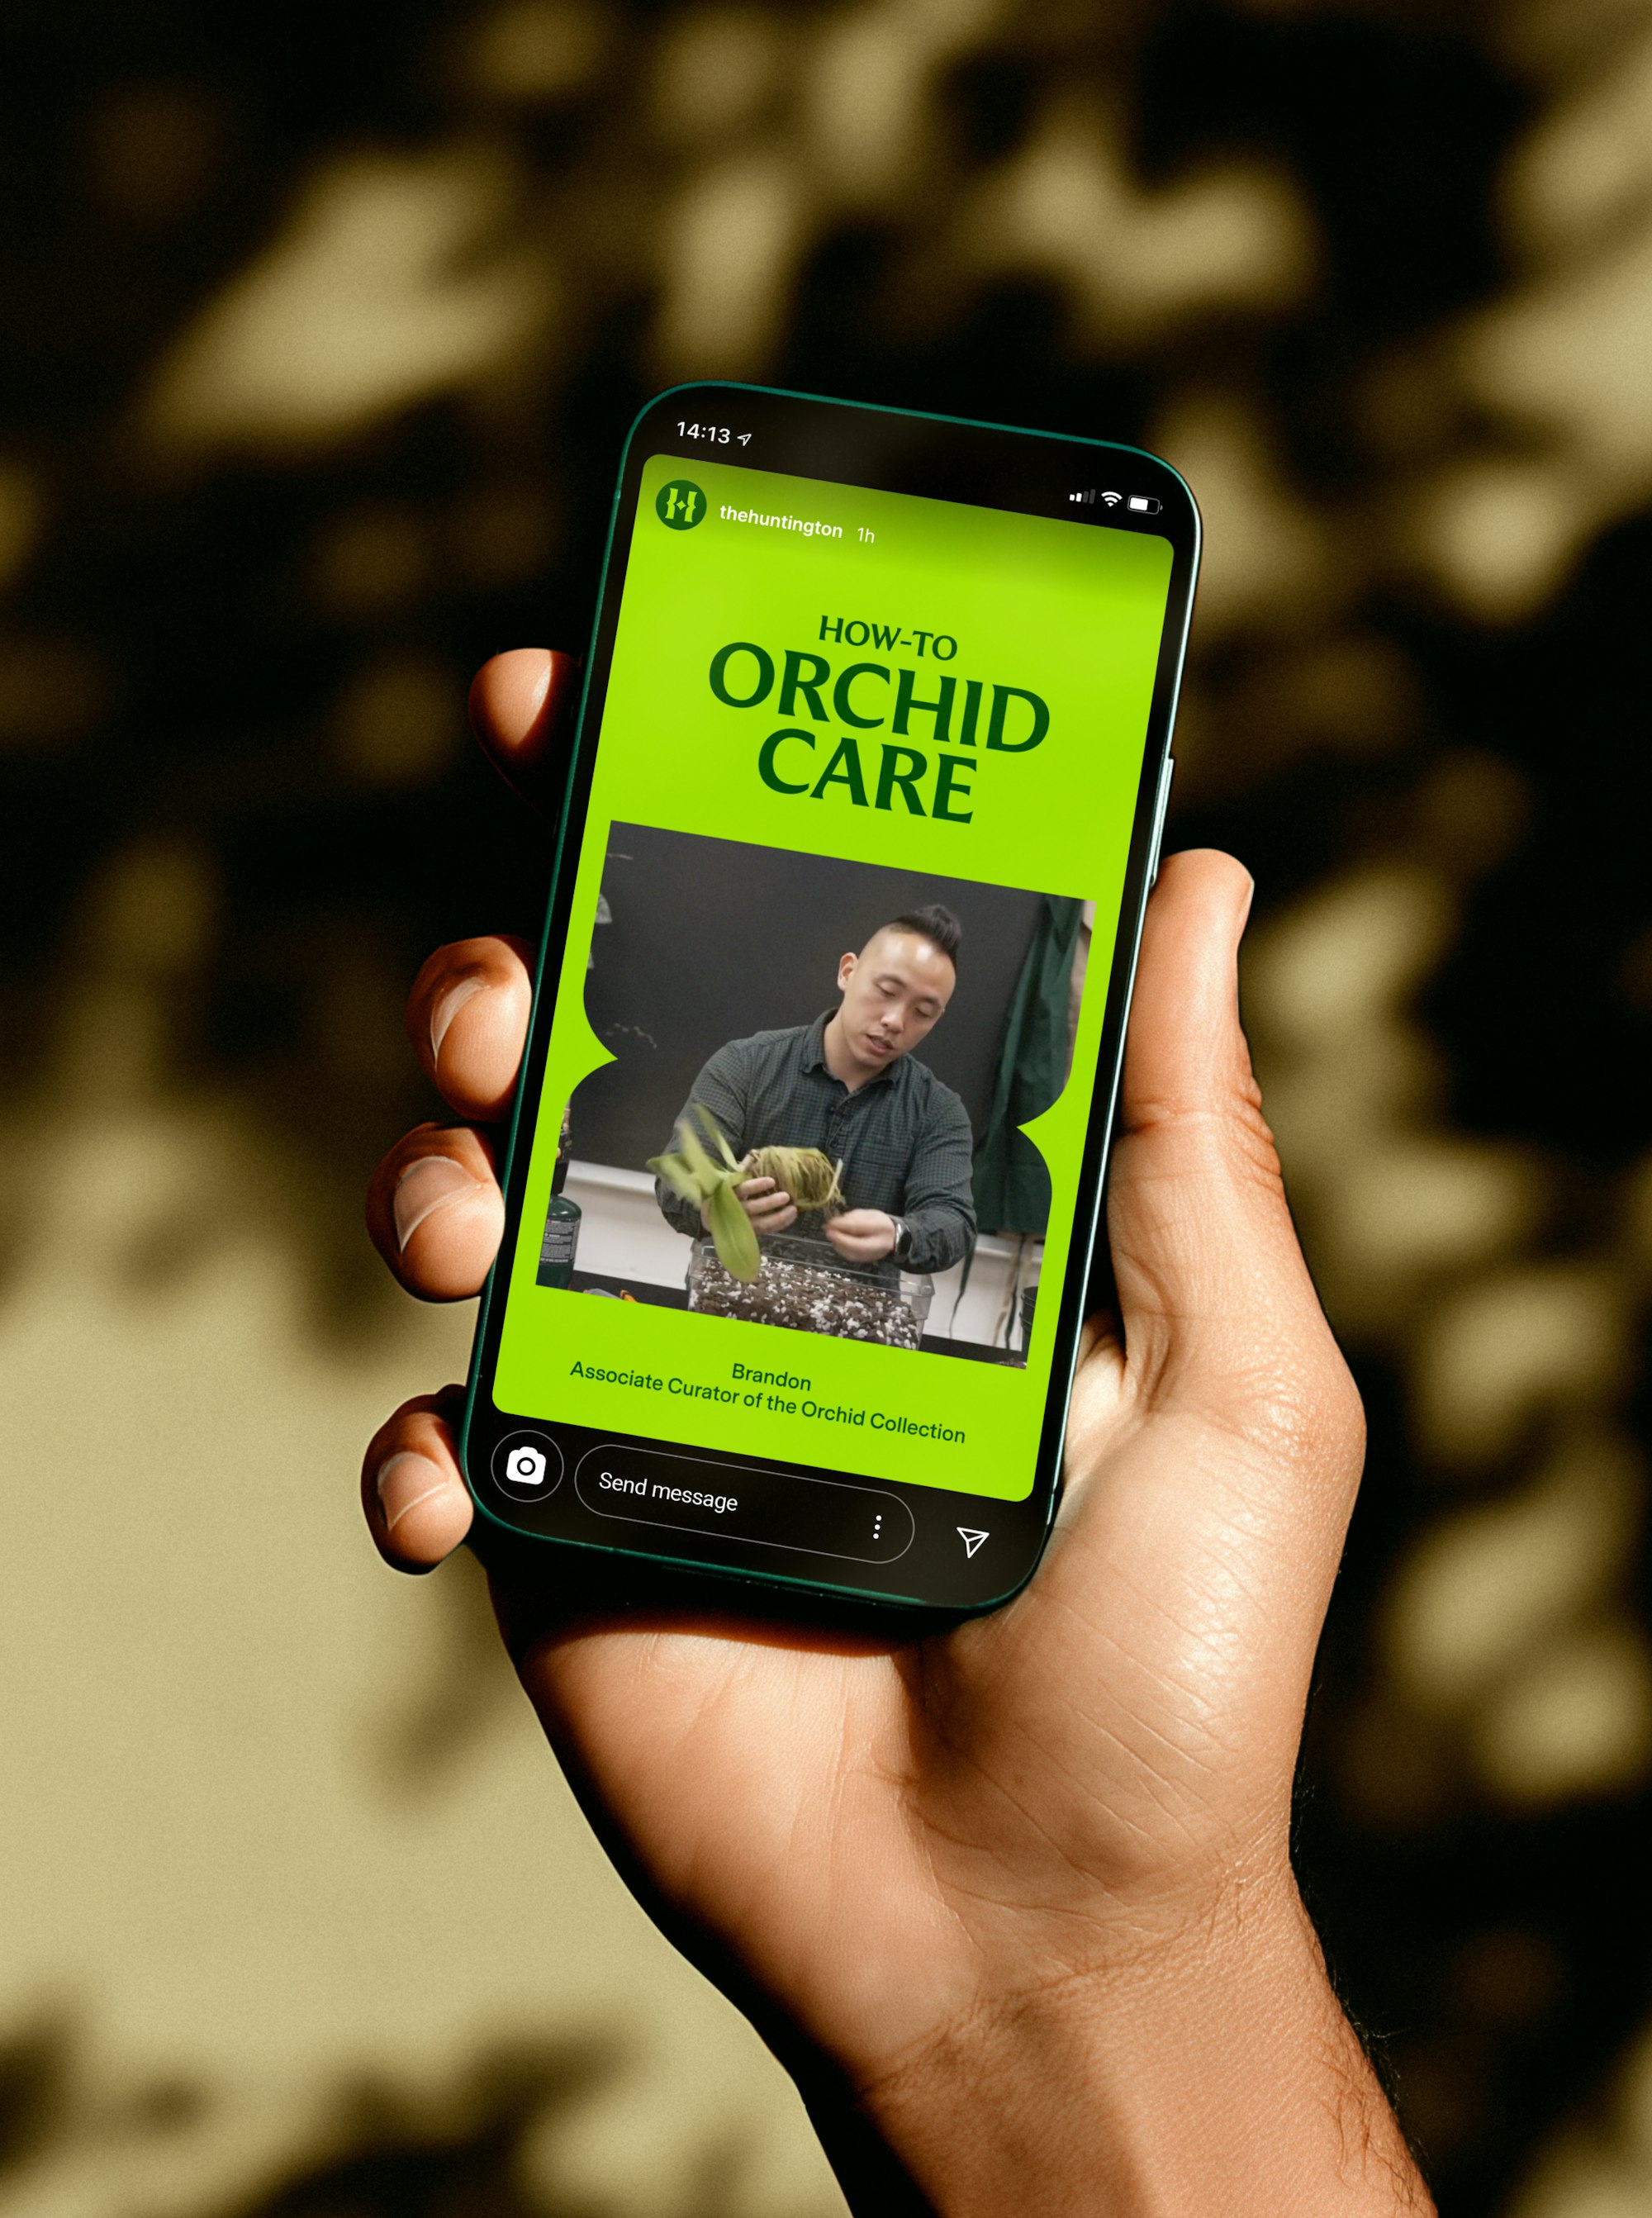 14:13
thehuntington 1h
HOW-TO
ORCHID
CARE
Brandon
Associate Curator of the Orchid Collection
Send message